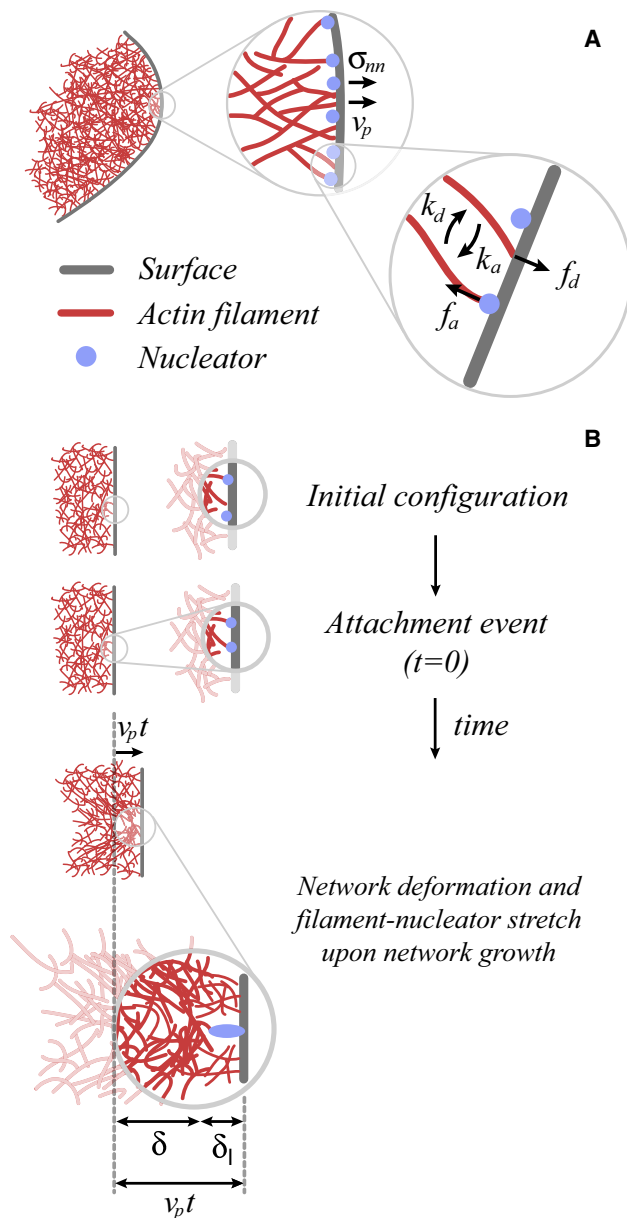 A
σnn
vp
kd
ka
fd
fa
Surface
Actin filament
Nucleator
B
Initial configuration
Attachment event
(t=0)
time
vpt
Network deformation and
filament-nucleator stretch
upon network growth
δ
δl
vpt